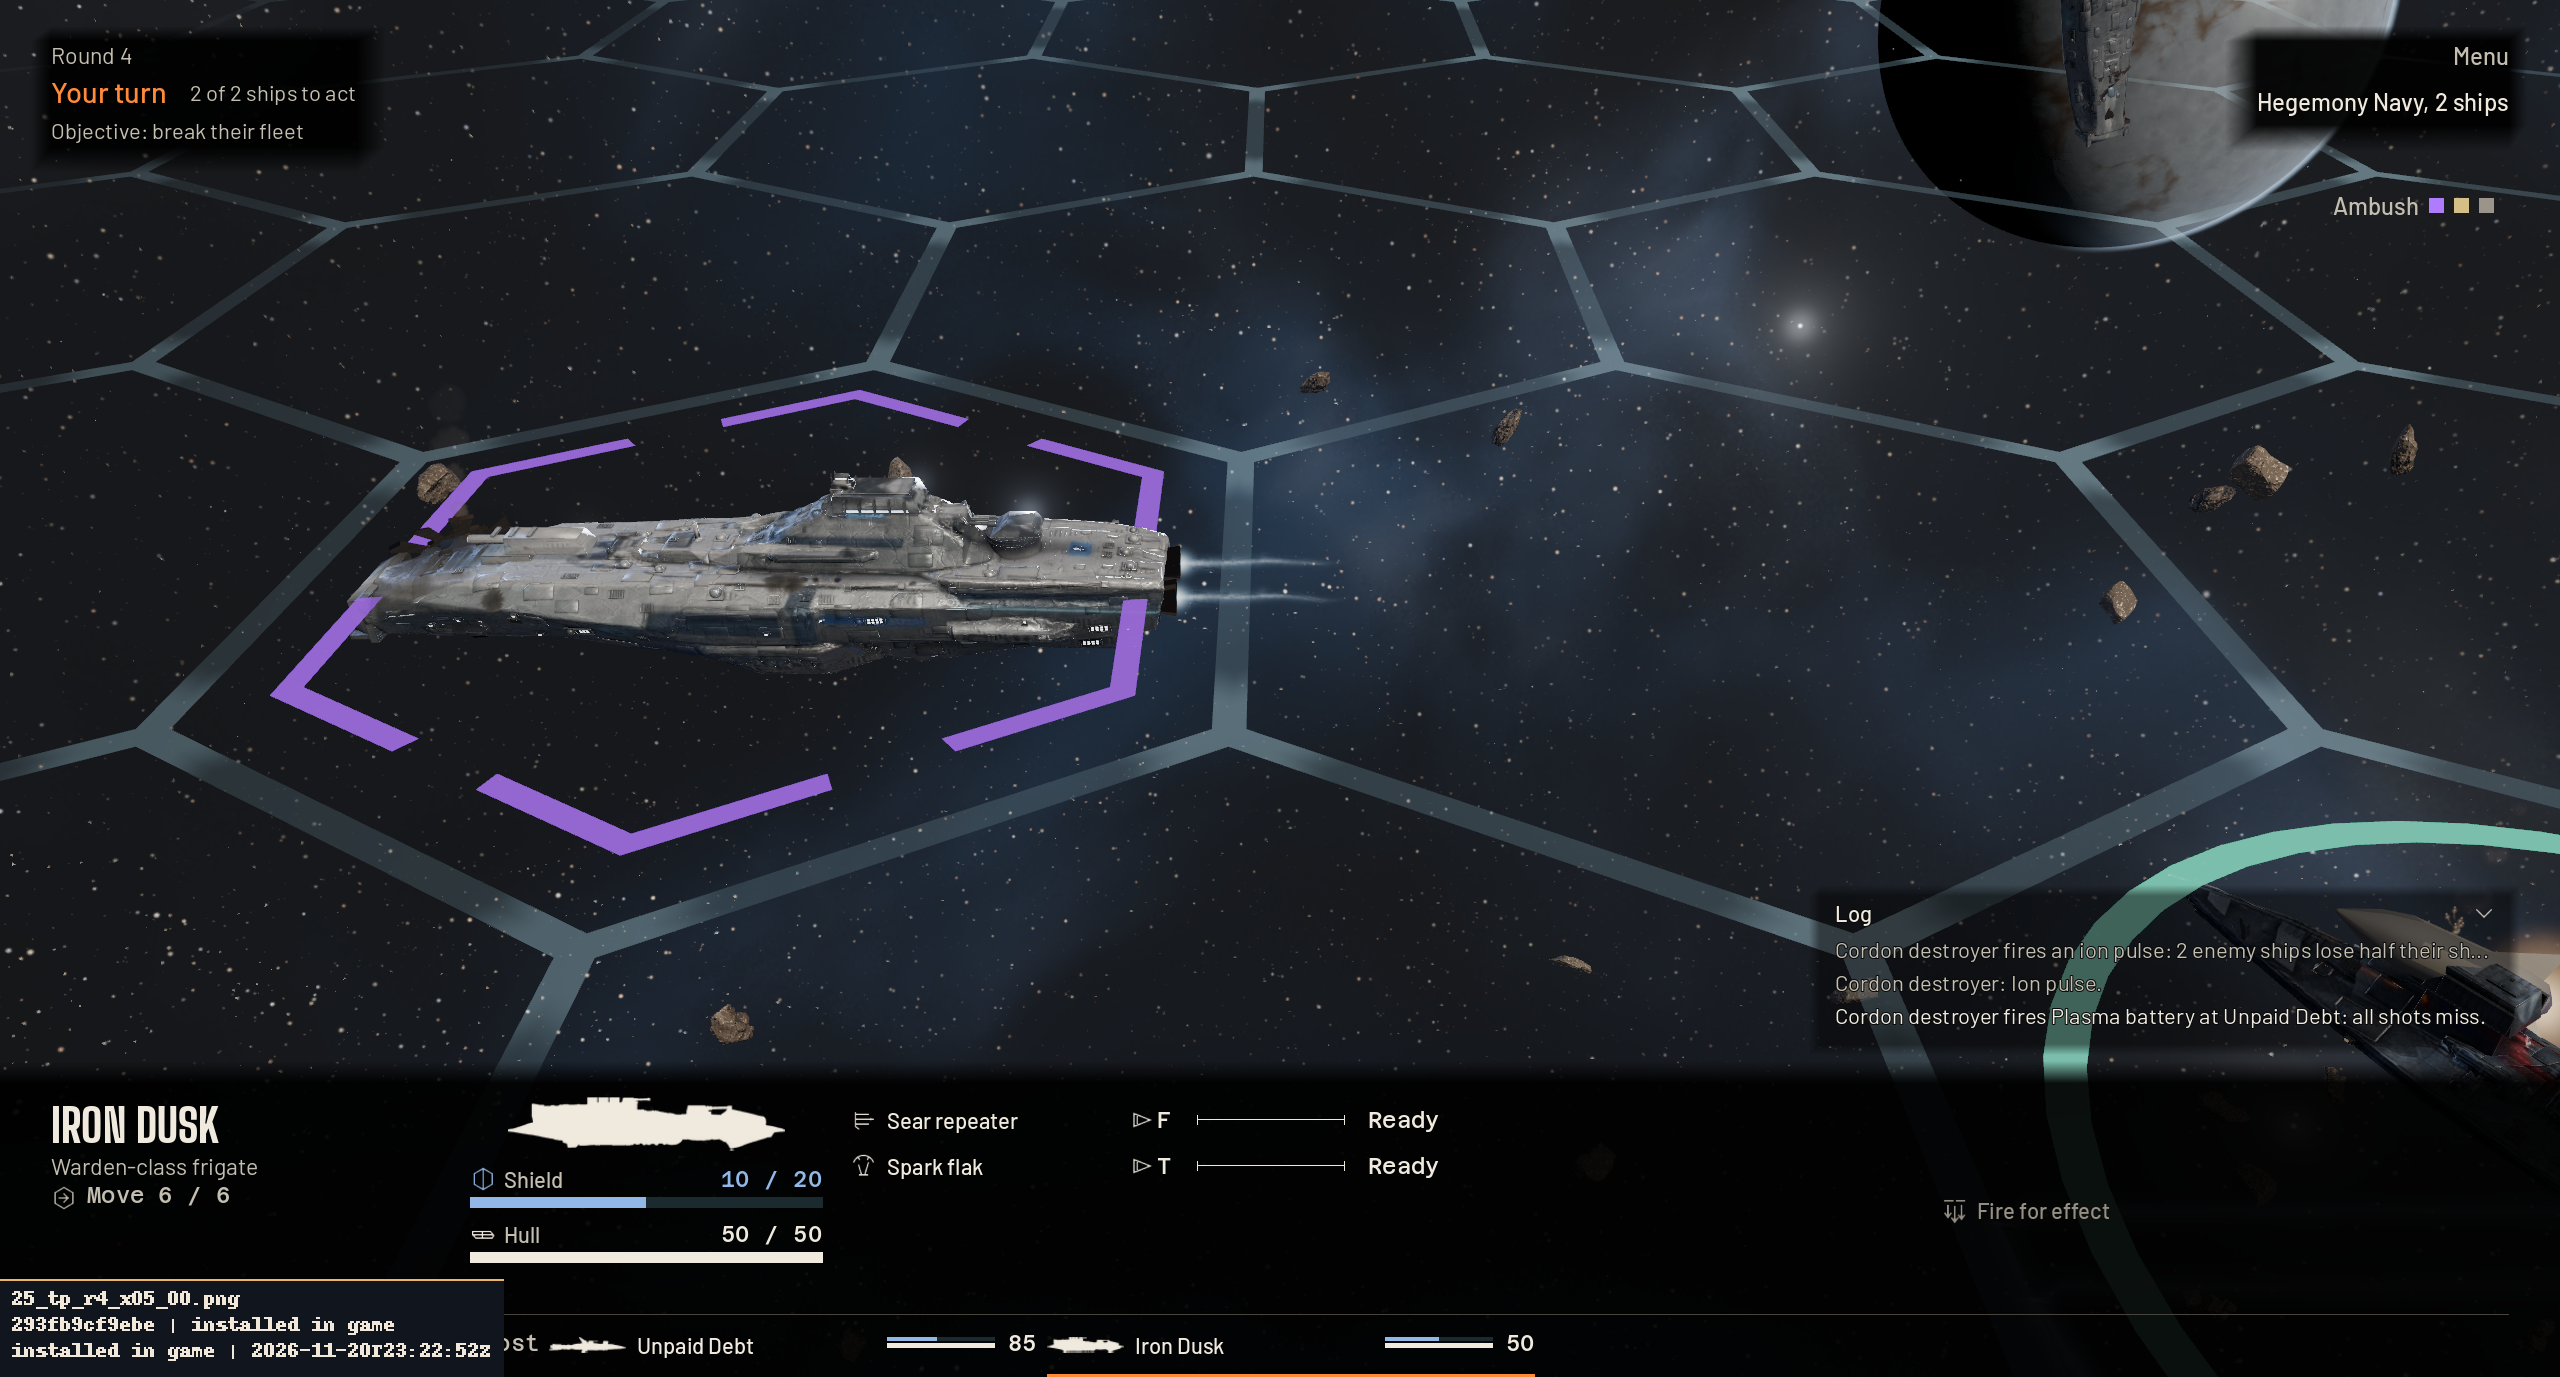 Round 4
Your turn 2 of 2 ships to act
Objective: break their fleet
Menu
Hegemony Navy, 2 ships
Ambush
Log
Cordon destroyer fires an ion pulse: 2 enemy ships lose half their sh...
Cordon destroyer: Ion pulse.
Cordon destroyer fires Plasma battery at Unpaid Debt: all shots miss.
IRON DUSK
Warden-class frigate
Move 6 / 6
Shield 10 / 20
Hull 50 / 50
Sear repeater F Ready
Spark flak T Ready
Fire for effect
25_tp_r4_x05_00.png
293fb9cf9ebe | installed in game
installed in game | 2026-11-20T23:22:52Z
ost Unpaid Debt 85 Iron Dusk 50